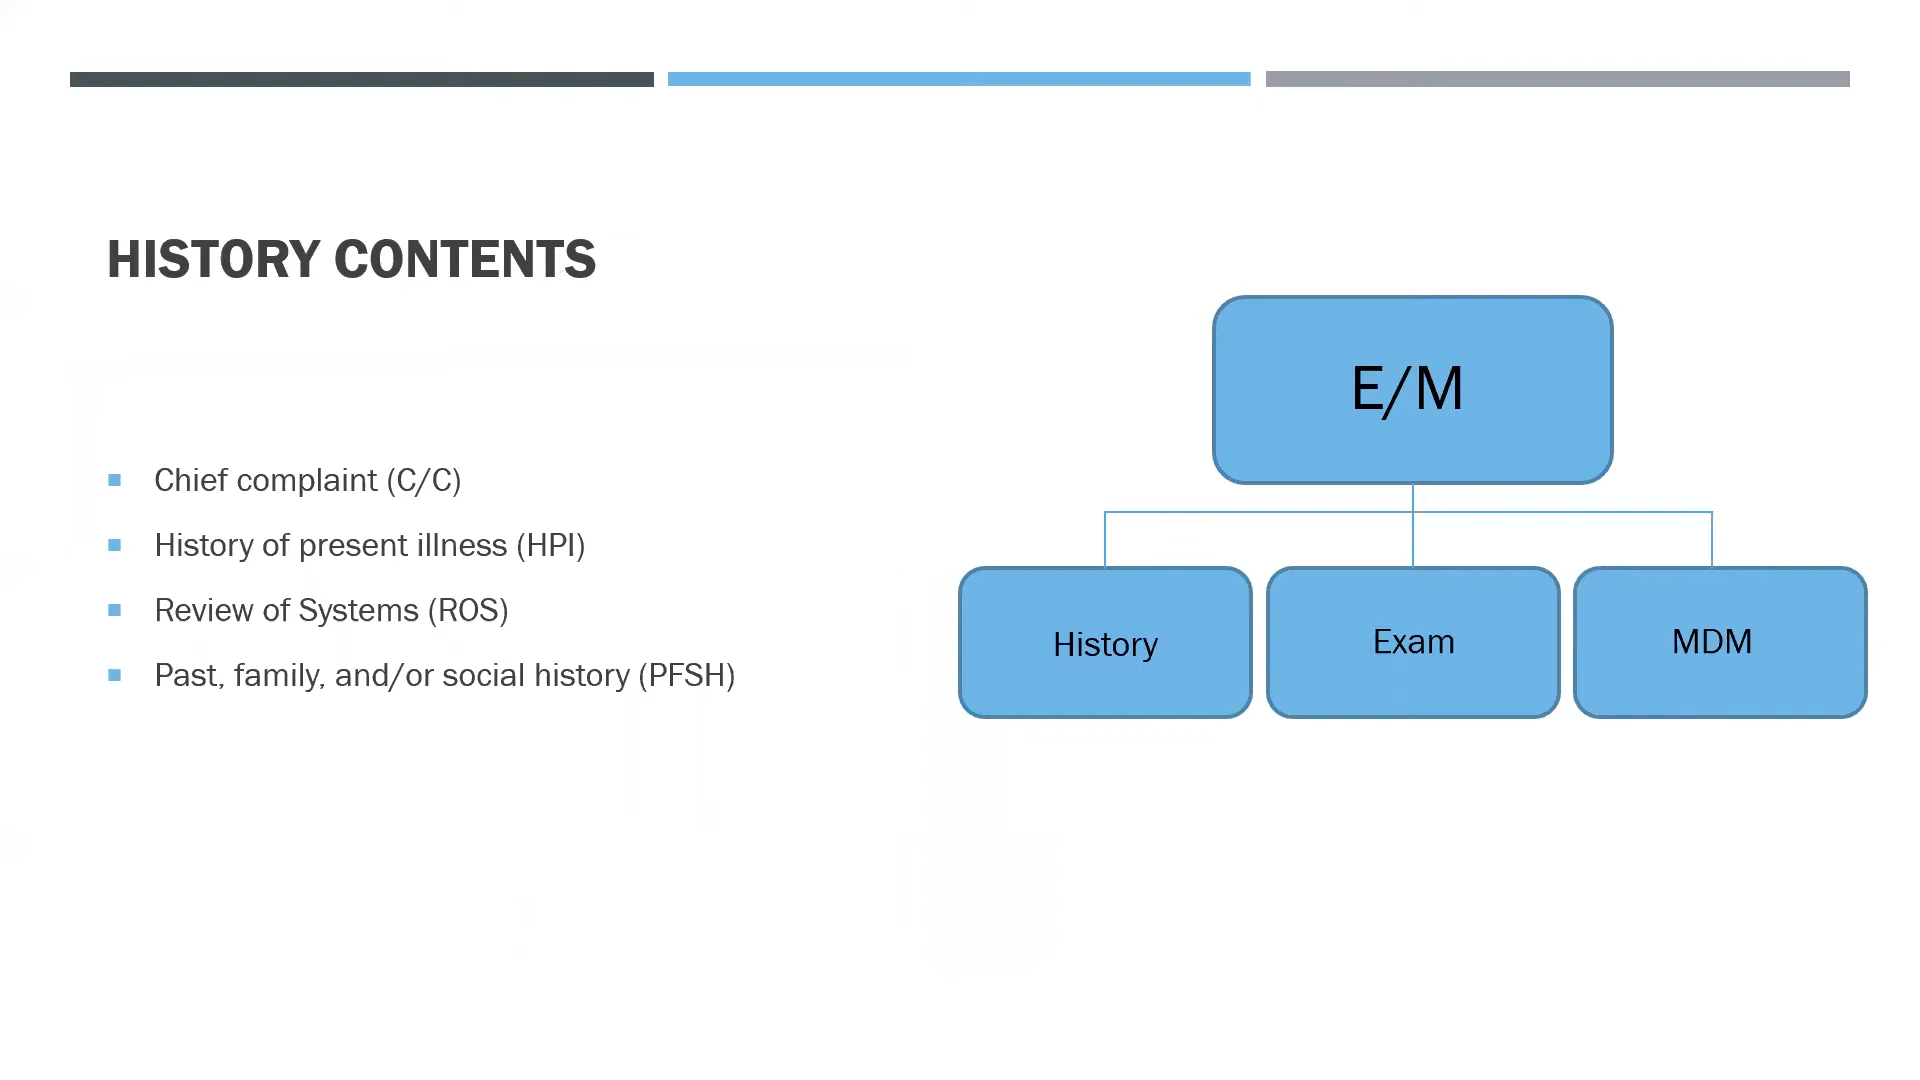 HISTORY CONTENTS
Chief complaint (C/C)
History of present illness (HPI)
Review of Systems (ROS)
Past, family, and/or social history (PFSH)
E/M
History
Exam
MDM